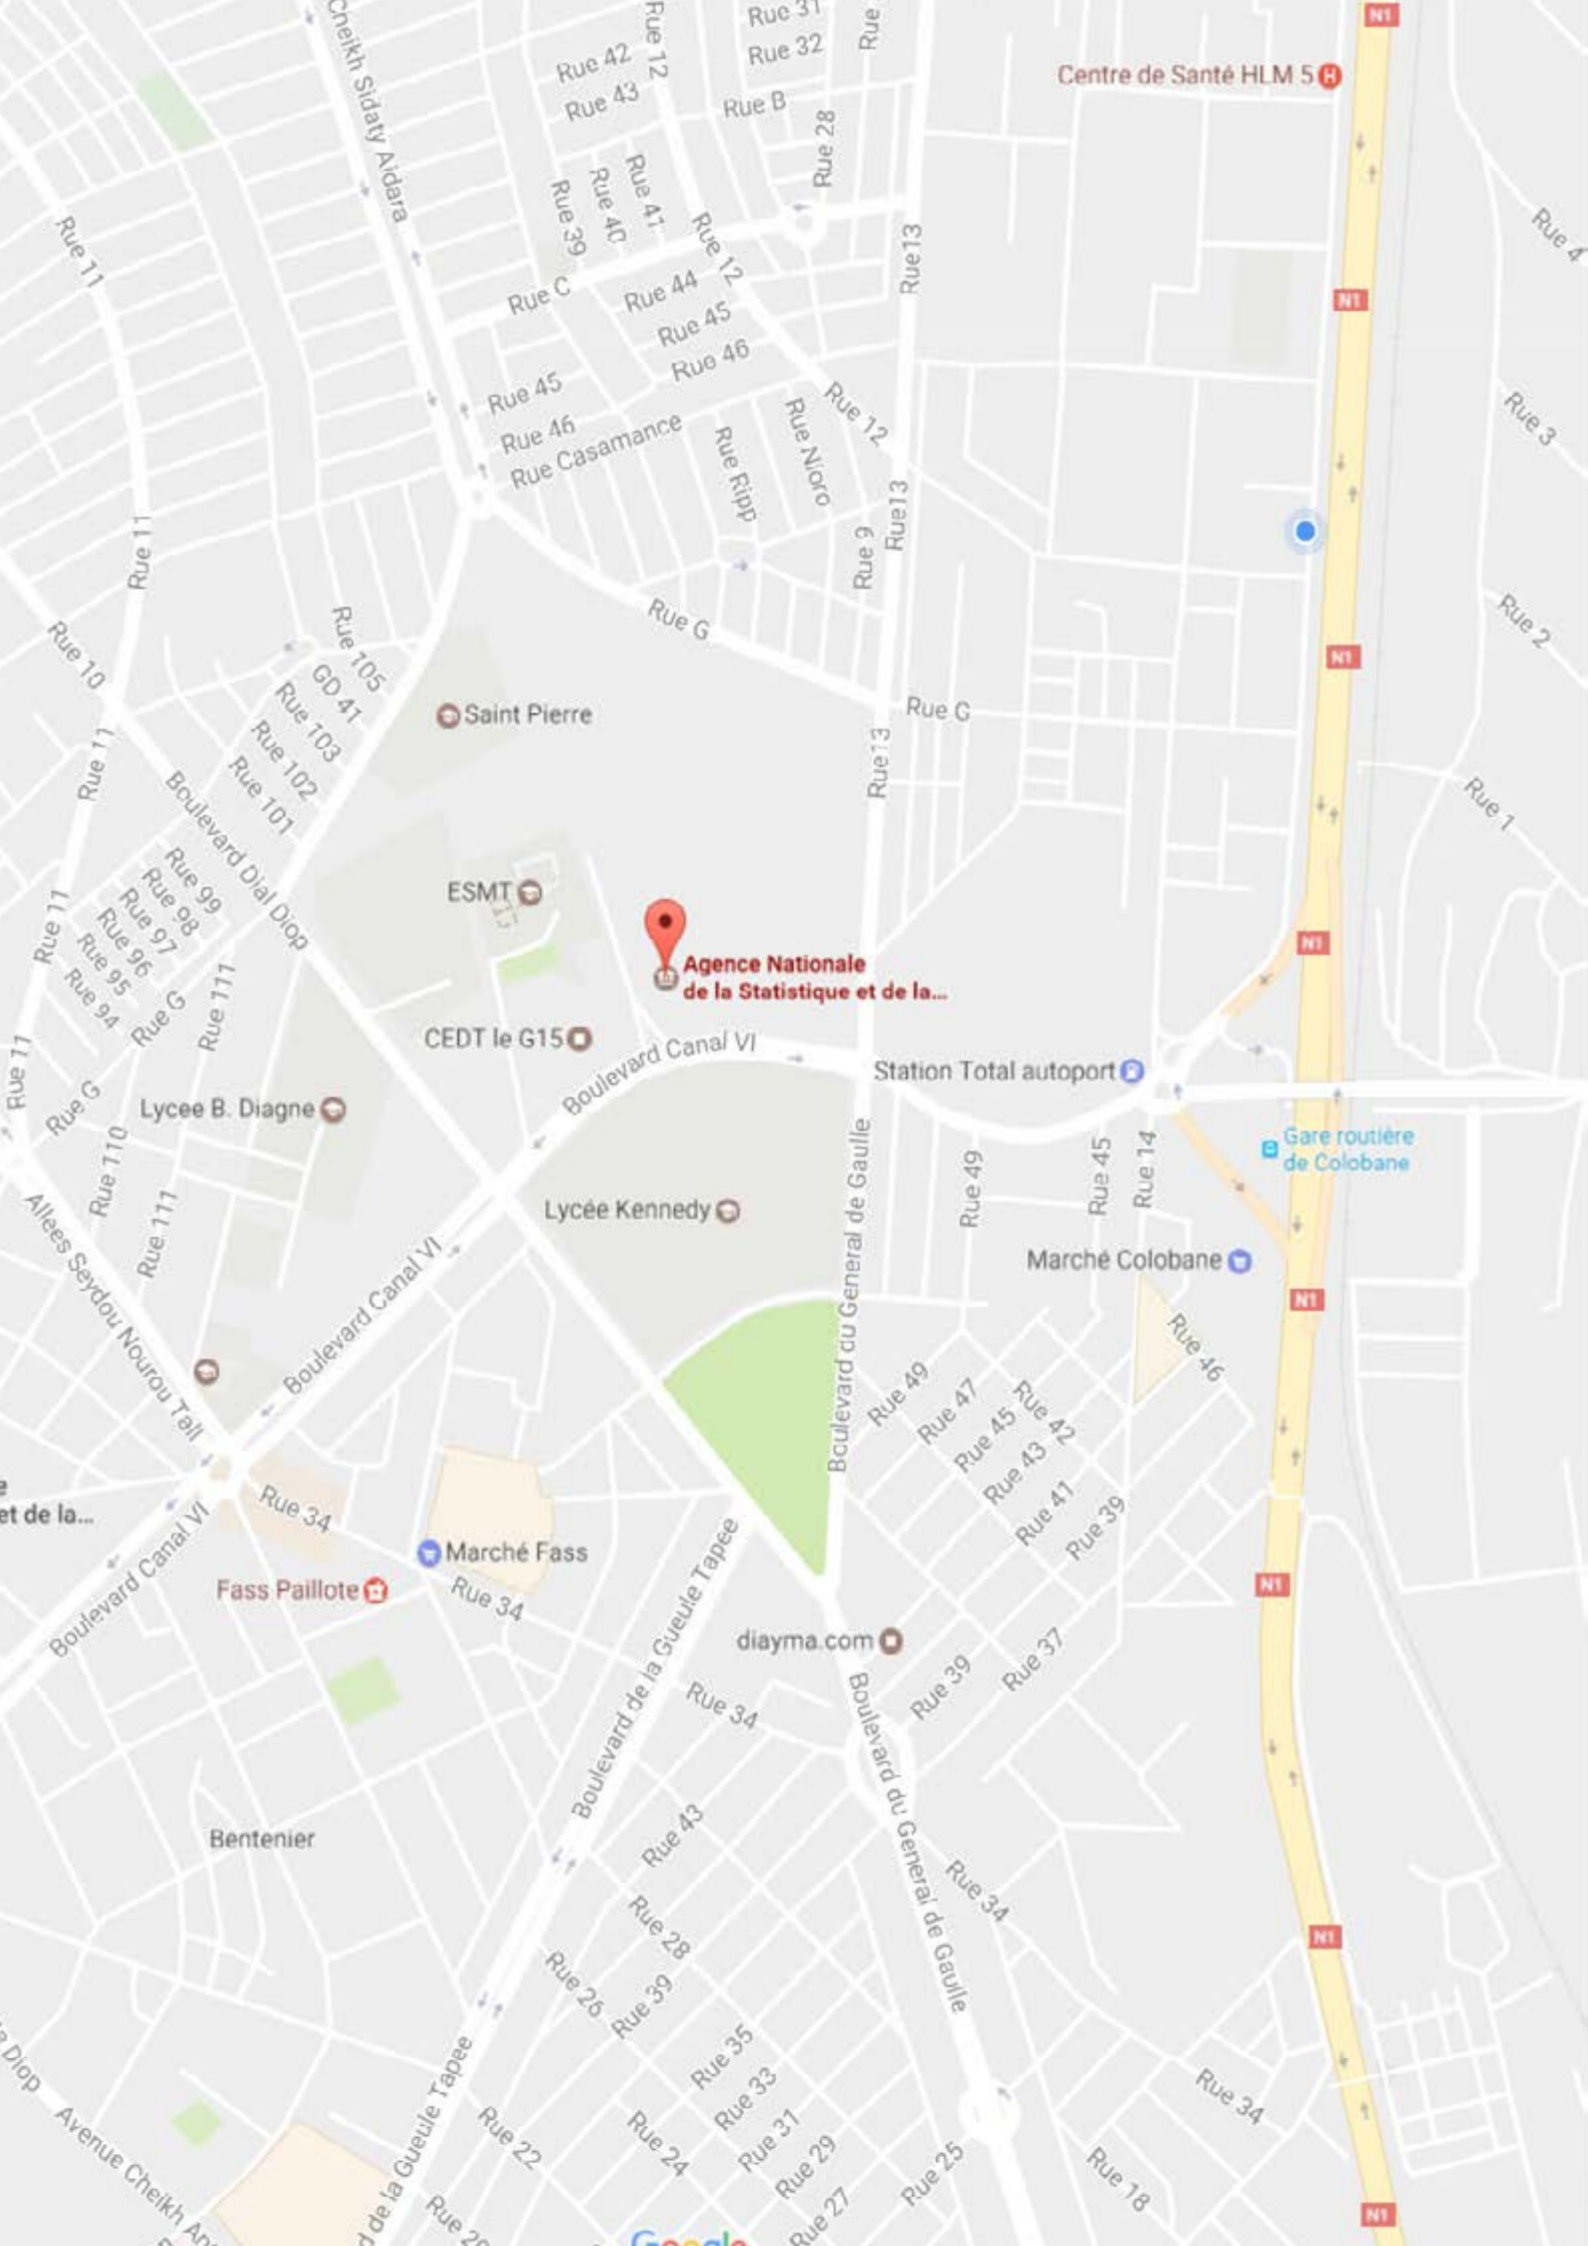 N1
Rue 31
Rue 12
Rue
Cheikh Sidaty Aidara
Rue 42
Rue 32
Centre de Santé HLM 5
H
Rue 43
Rue B
Rue 28
Rue 41
Rue 40
Rue 39
Rue 11
Rue 12
Rue13
Rue 4
Rue C
Rue 44
N1
Rue 45
Rue 46
Rue 45
Rue 12
Rue 3
Rue 46
Rue Casamance
Rue Ripp
Rue Nioro
Rue13
Rue 11
Rue 9
Rue 10
Rue 105
Rue G
Rue 2
N1
GD 41
Rue 103
Saint Pierre
Rue G
Rue 102
Rue 11
Rue13
Rue 101
Rue 1
Boulevard Dial Diop
Rue 99
Rue 98
ESMT
Rue 97
Rue 11
Rue 96
N1
Rue 95
Agence Nationale
de la Statistique et de la...
Rue 94
Rue G
Rue 111
CEDT le G15
Boulevard Canal VI
Rue 11
Station Total autoport
Rue G
Lycee B. Diagne
Gare routière
de Colobane
Rue 110
Rue 49
Rue 45
Rue 14
Lycée Kennedy
Rue 111
Boulevard du General de Gaulle
Allees Seydou Nourou Tall
Boulevard Canal VI
Marché Colobane
N1
Rue 46
Rue 49
Rue 47
Rue 42
Rue 45
Rue 43
et de la...
Rue 34
Rue 41
Rue 39
Boulevard Canal VI
Marché Fass
N1
Fass Paillote
Rue 34
Boulevard de la Gueule Tapee
diayma.com
Rue 39
Rue 37
Rue 34
Boulevard du General de Gaulle
Bentenier
Rue 43
Rue 34
Rue 28
N1
Rue 26
Rue 39
Rue 35
Rue 33
Rue 34
Diop
Avenue Cheikh
d de la Gueule Tapee
Rue 22
Rue 24
Rue 31
Rue 29
Rue 25
Rue 18
Rue 27
N1
Google